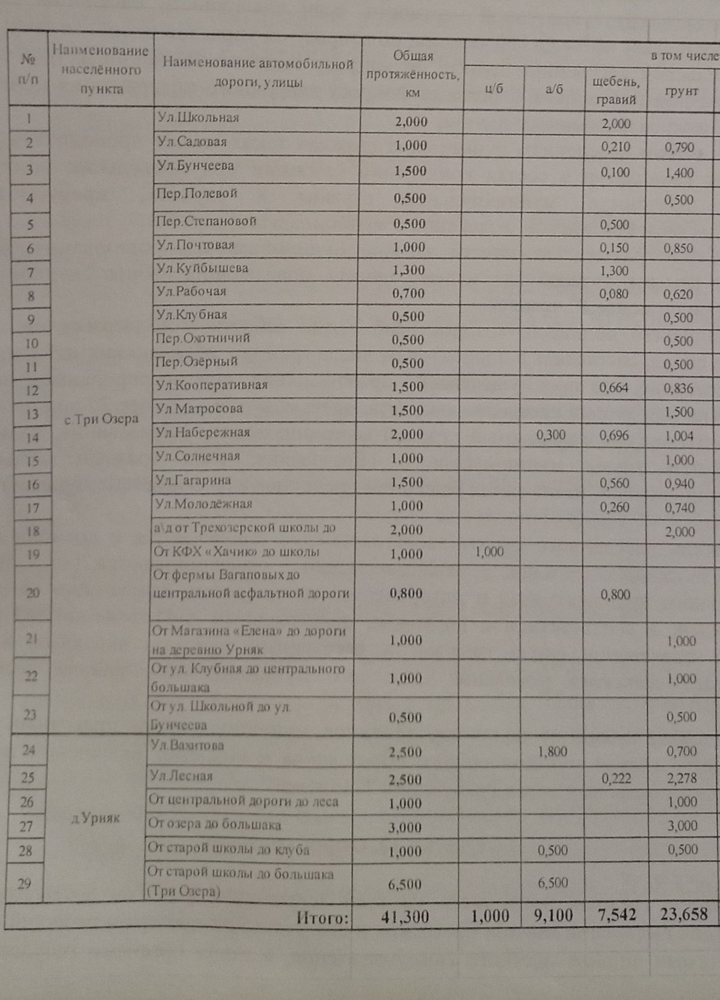 № п/п Наименование населённого пункта Наименование автомобильной дороги, улицы Общая протяжённость, км в том числе
ц/б а/б щебень, гравий грунт
1 с.Три Озера Ул.Школьная 2,000 2,000
2 Ул.Садовая 1,000 0,210 0,790
3 Ул.Бунчеева 1,500 0,100 1,400
4 Пер.Полевой 0,500 0,500
5 Пер.Степановой 0,500 0,500
6 Ул.Почтовая 1,000 0,150 0,850
7 Ул.Куйбышева 1,300 1,300
8 Ул.Рабочая 0,700 0,080 0,620
9 Ул.Клубная 0,500 0,500
10 Пер.Охотничий 0,500 0,500
11 Пер.Озёрный 0,500 0,500
12 Ул.Кооперативная 1,500 0,664 0,836
13 Ул Матросова 1,500 1,500
14 Ул.Набережная 2,000 0,300 0,696 1,004
15 Ул.Солнечная 1,000 1,000
16 Ул.Гагарина 1,500 0,560 0,940
17 Ул.Молодёжная 1,000 0,260 0,740
18 а\д от Трехозерской школы до 2,000 2,000
19 От КФХ «Хачик» до школы 1,000 1,000
20 От фермы Вагаповых до
центральной асфальтной дороги 0,800 0,800
21 От Магазина «Елена» до дороги
на деревню Урняк 1,000 1,000
22 От ул. Клубная до центрального
большака 1,000 1,000
23 От ул. Школьной до ул.
Бунчеева 0,500 0,500
24 д.Урняк Ул.Вахитова 2,500 1,800 0,700
25 Ул.Лесная 2,500 0,222 2,278
26 От центральной дороги до леса 1,000 1,000
27 От озера до большака 3,000 3,000
28 От старой школы до клуба 1,000 0,500 0,500
29 От старой школы до большака
(Три Озера) 6,500 6,500
Итого: 41,300 1,000 9,100 7,542 23,658